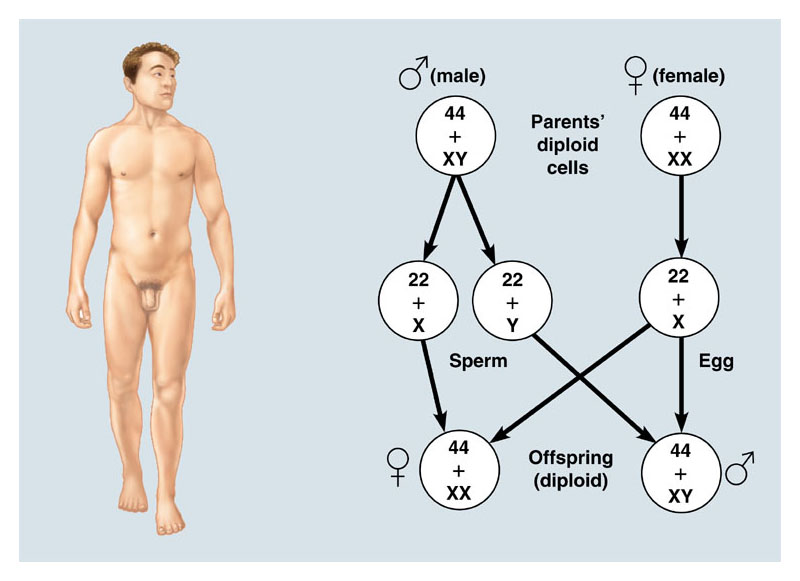 ♂ (male)
♀ (female)
44
+
XY
Parents’
diploid
cells
44
+
XX
22
+
X
22
+
Y
22
+
X
Sperm
Egg
♀
44
+
XX
Offspring
(diploid)
44
+
XY
♂